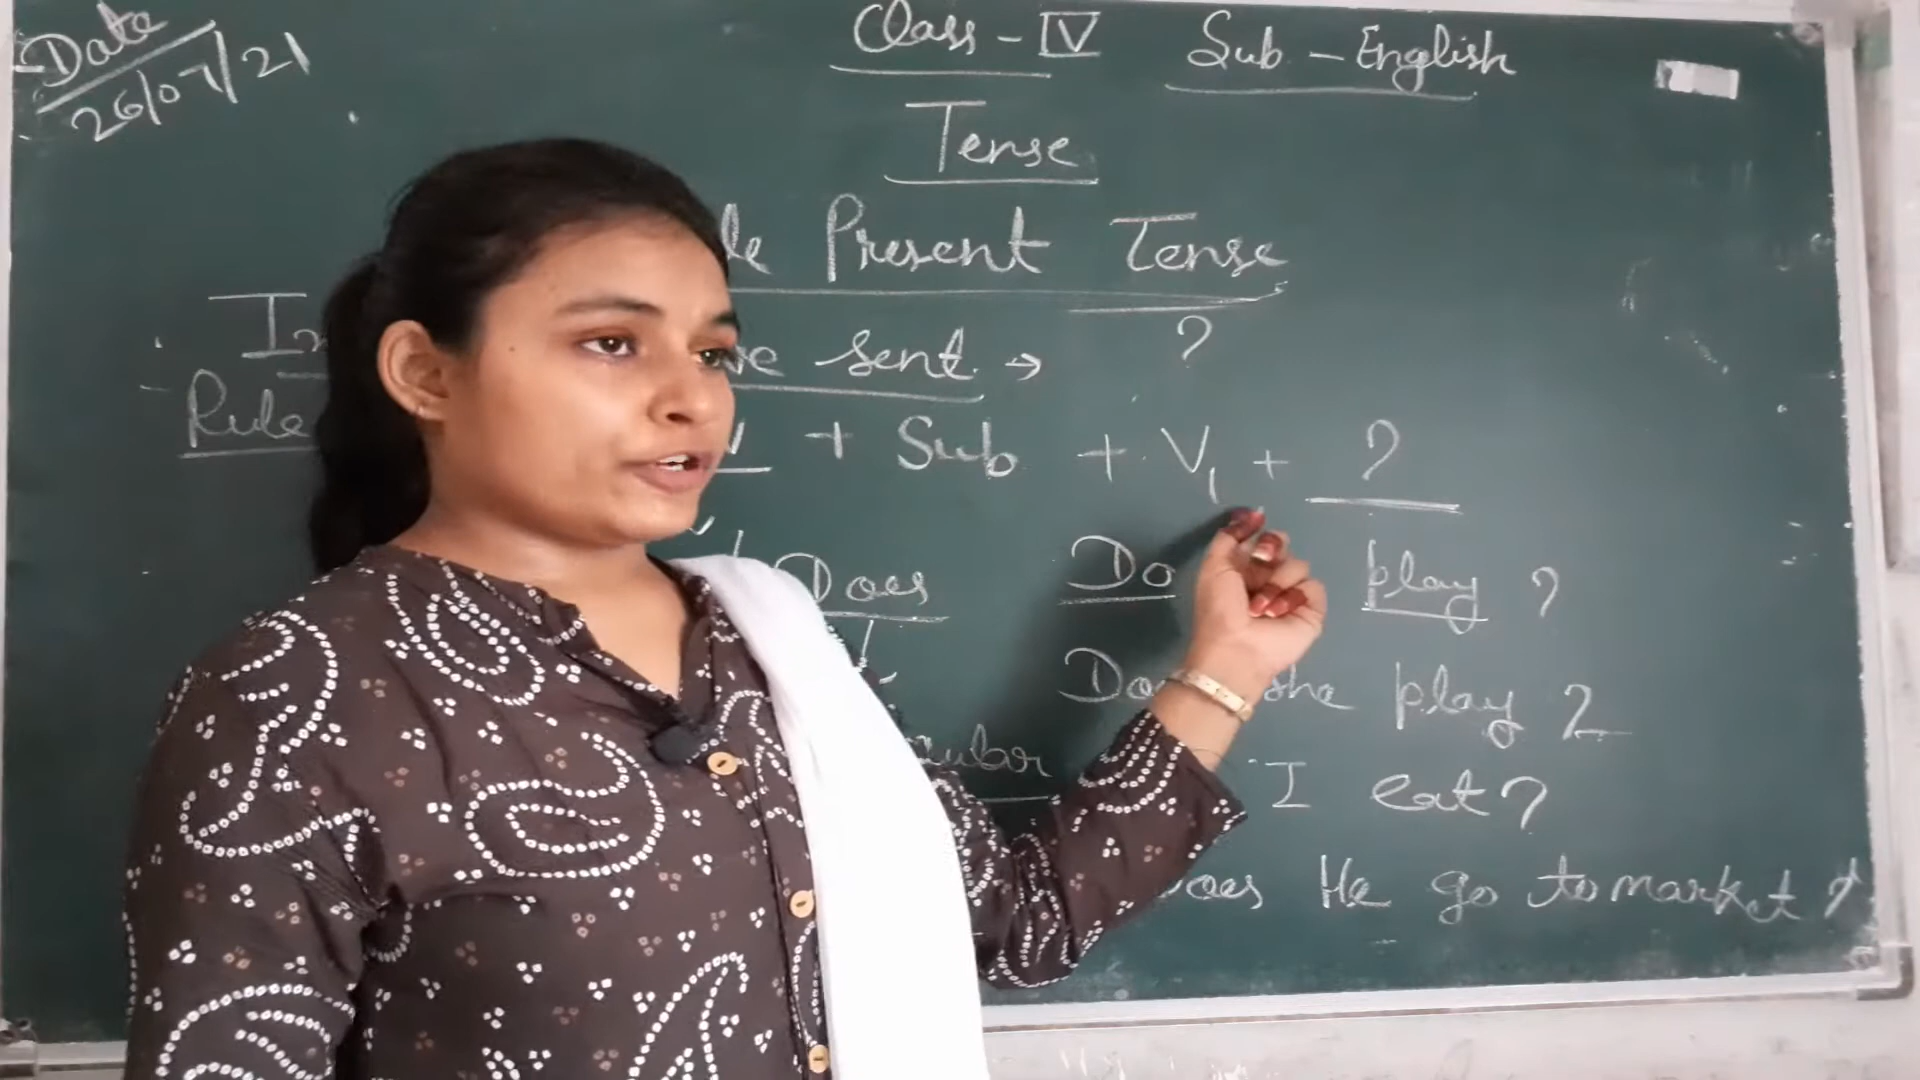 Date
26/07/21
Class - IV Sub - English
Tense
Present Tense
sent. → ?
Rule + Sub + V1 + ?
Does Do play ?
she play ?
I eat ?
He go to market ?